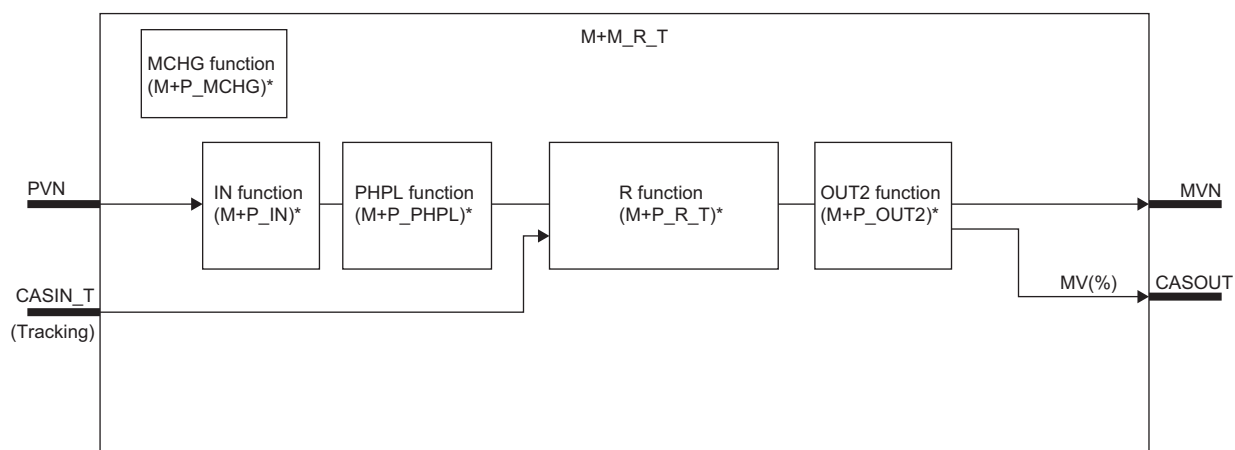 M+M_R_T
MCHG function
(M+P_MCHG)*
PVN
IN function
(M+P_IN)*
PHPL function
(M+P_PHPL)*
R function
(M+P_R_T)*
OUT2 function
(M+P_OUT2)*
MVN
CASIN_T
(Tracking)
MV(%)
CASOUT